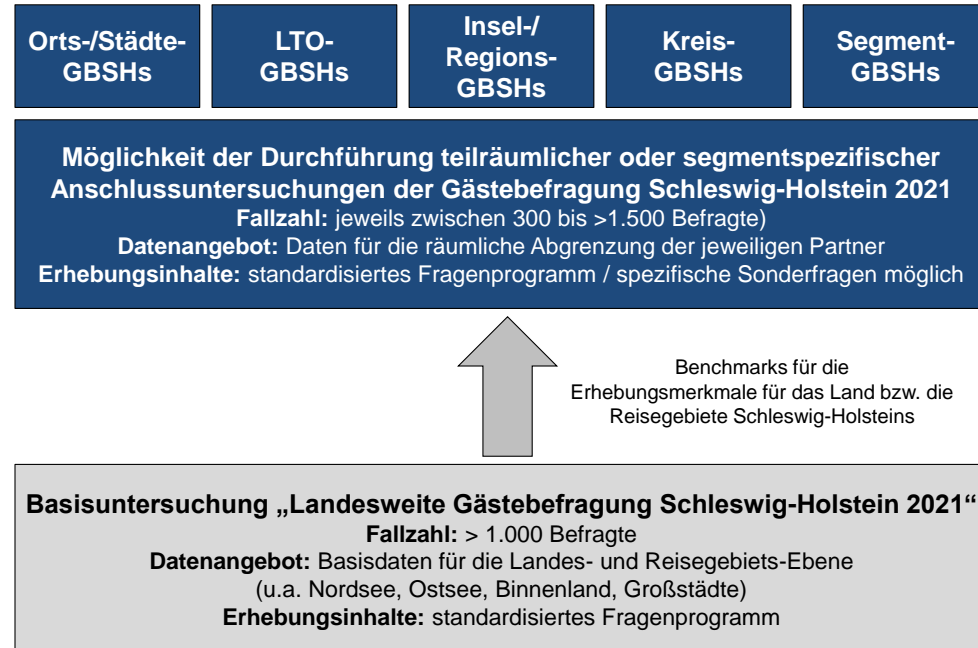 Orts-/Städte-
GBSHs
LTO-
GBSHs
Insel-/
Regions-
GBSHs
Kreis-
GBSHs
Segment-
GBSHs
Möglichkeit der Durchführung teilräumlicher oder segmentspezifischer
Anschlussuntersuchungen der Gästebefragung Schleswig-Holstein 2021
Fallzahl: jeweils zwischen 300 bis >1.500 Befragte)
Datenangebot: Daten für die räumliche Abgrenzung der jeweiligen Partner
Erhebungsinhalte: standardisiertes Fragenprogramm / spezifische Sonderfragen möglich
Benchmarks für die
Erhebungsmerkmale für das Land bzw. die
Reisegebiete Schleswig-Holsteins
Basisuntersuchung „Landesweite Gästebefragung Schleswig-Holstein 2021“
Fallzahl: > 1.000 Befragte
Datenangebot: Basisdaten für die Landes- und Reisegebiets-Ebene
(u.a. Nordsee, Ostsee, Binnenland, Großstädte)
Erhebungsinhalte: standardisiertes Fragenprogramm